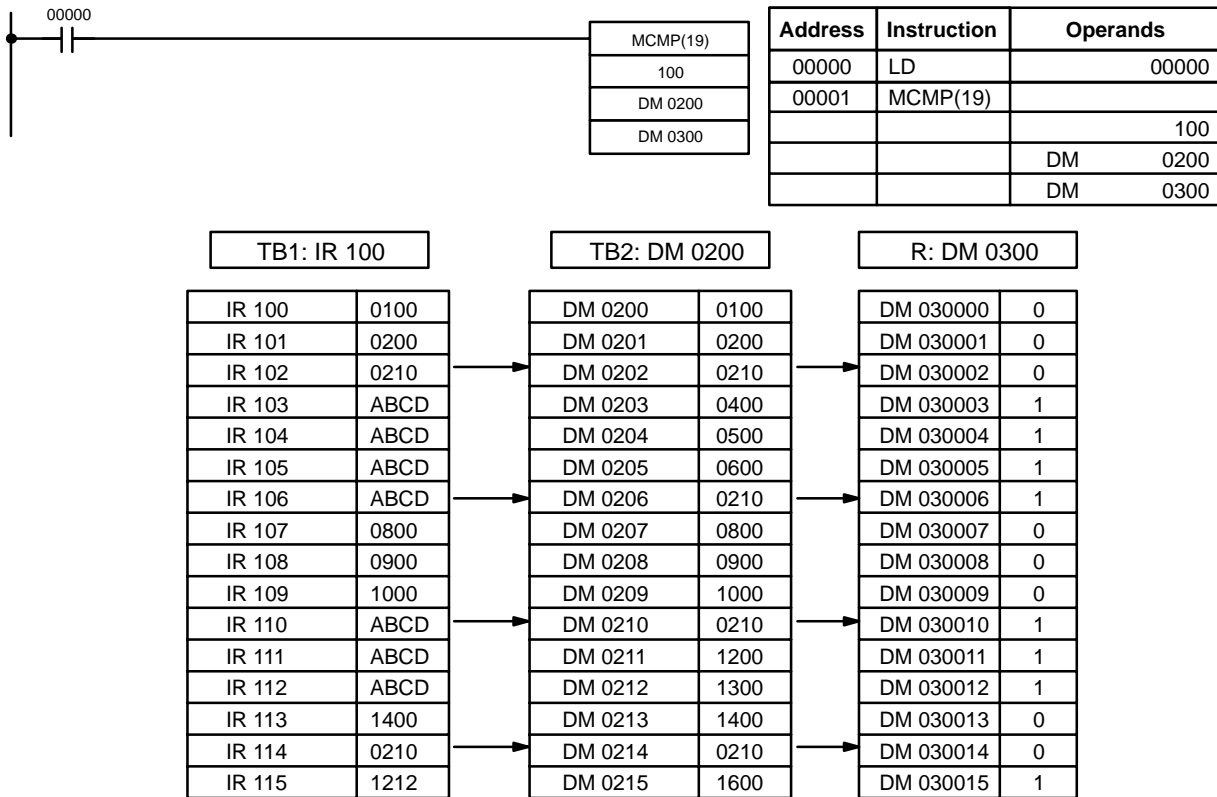 00000
MCMP(19)
100
DM 0200
DM 0300
Address Instruction Operands
00000 LD 00000
00001 MCMP(19)
100
DM 0200
DM 0300
TB1: IR 100 TB2: DM 0200 R: DM 0300
IR 100 0100 DM 0200 0100 DM 030000 0
IR 101 0200 DM 0201 0200 DM 030001 0
IR 102 0210 DM 0202 0210 DM 030002 0
IR 103 ABCD DM 0203 0400 DM 030003 1
IR 104 ABCD DM 0204 0500 DM 030004 1
IR 105 ABCD DM 0205 0600 DM 030005 1
IR 106 ABCD DM 0206 0210 DM 030006 1
IR 107 0800 DM 0207 0800 DM 030007 0
IR 108 0900 DM 0208 0900 DM 030008 0
IR 109 1000 DM 0209 1000 DM 030009 0
IR 110 ABCD DM 0210 0210 DM 030010 1
IR 111 ABCD DM 0211 1200 DM 030011 1
IR 112 ABCD DM 0212 1300 DM 030012 1
IR 113 1400 DM 0213 1400 DM 030013 0
IR 114 0210 DM 0214 0210 DM 030014 0
IR 115 1212 DM 0215 1600 DM 030015 1